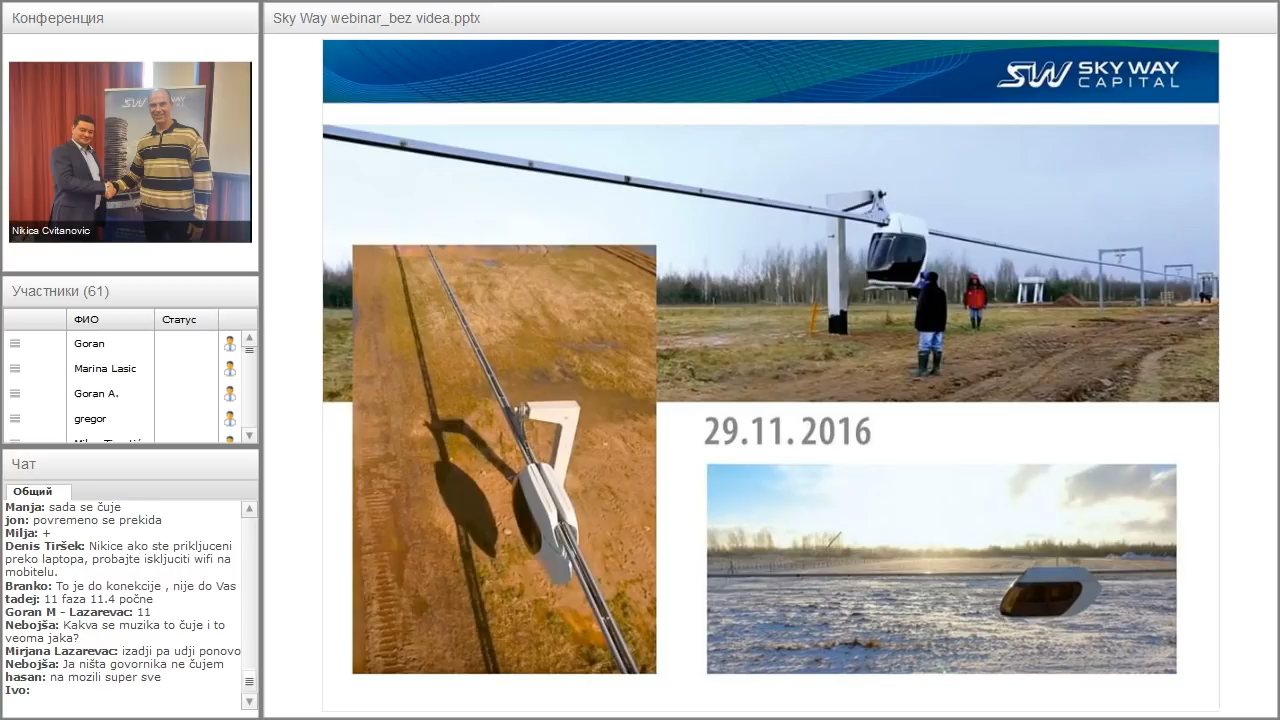 Конференция
Sky Way webinar_bez videa.pptx
SW SKY WAY
CAPITAL
Nikica Cvitanovic
Участники (61)
ФИО
Статус
Goran
Marina Lasic
Goran A.
gregor
29.11. 2016
Чат
Общий
Manja: sada se čuje
jon: povremeno se prekida
Milja: +
Denis Tiršek: Nikice ako ste prikljuceni
preko laptopa, probajte iskljuciti wifi na
mobitelu.
Branko: To je do konekcije , nije do Vas
tadej: 11 faza 11.4 počne
Goran M - Lazarevac: 11
Nebojša: Kakva se muzika to čuje i to
veoma jaka?
Mirjana Lazarevac: izadji pa udji ponovo
Nebojša: Ja ništa govornika ne čujem
hasan: na mozili super sve
Ivo: